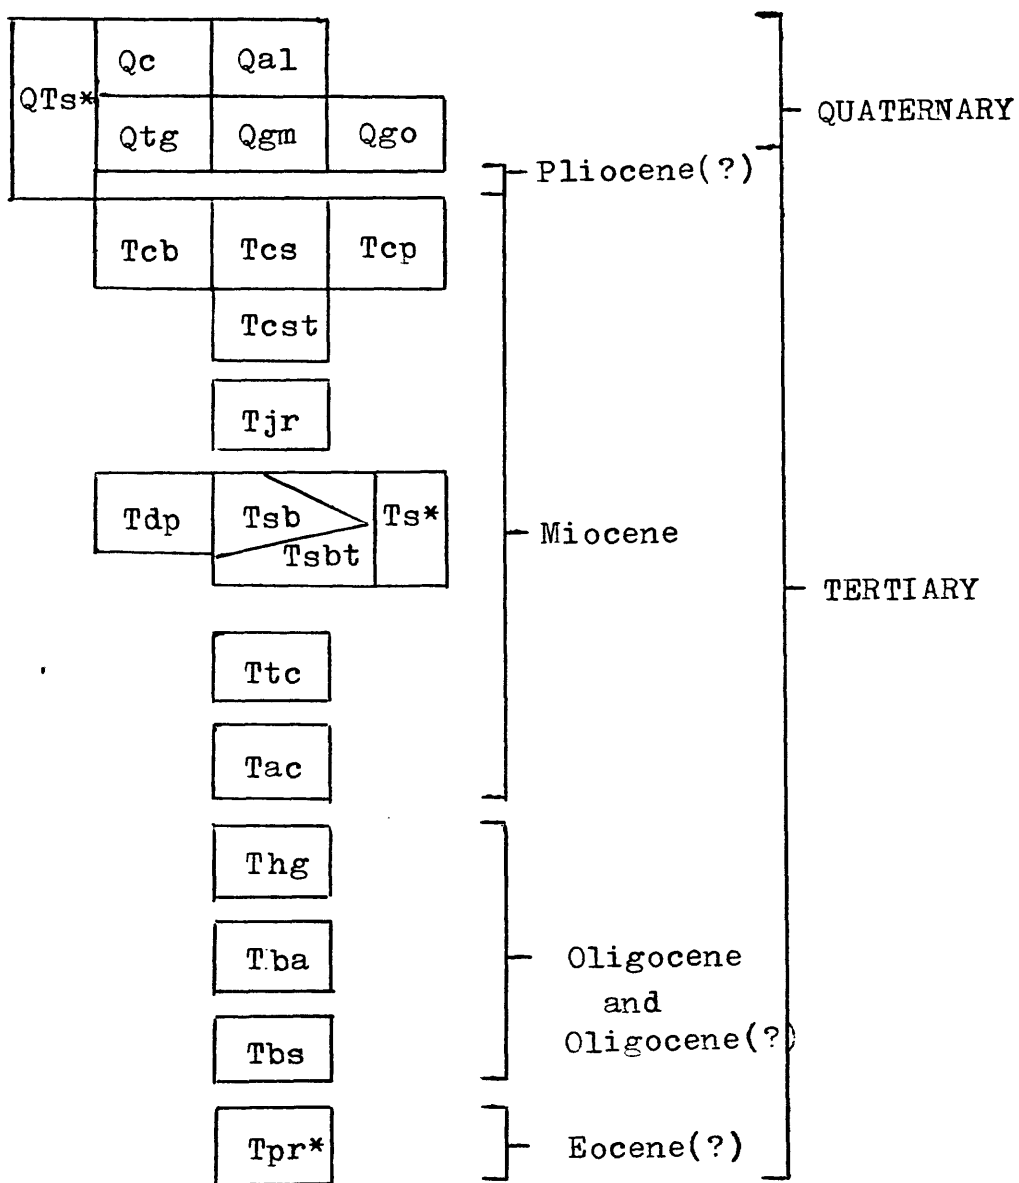 Qc Qal
QTs*
Qtg Qgm Qgo
QUATERNARY
Pliocene(?)
Tcb Tcs Tcp
Tcst
Tjr
Tdp Tsb Ts*
Tsbt
Miocene
TERTIARY
Ttc
Tac
Thg
Tba
Oligocene
and
Oligocene(?)
Tbs
Tpr*
Eocene(?)